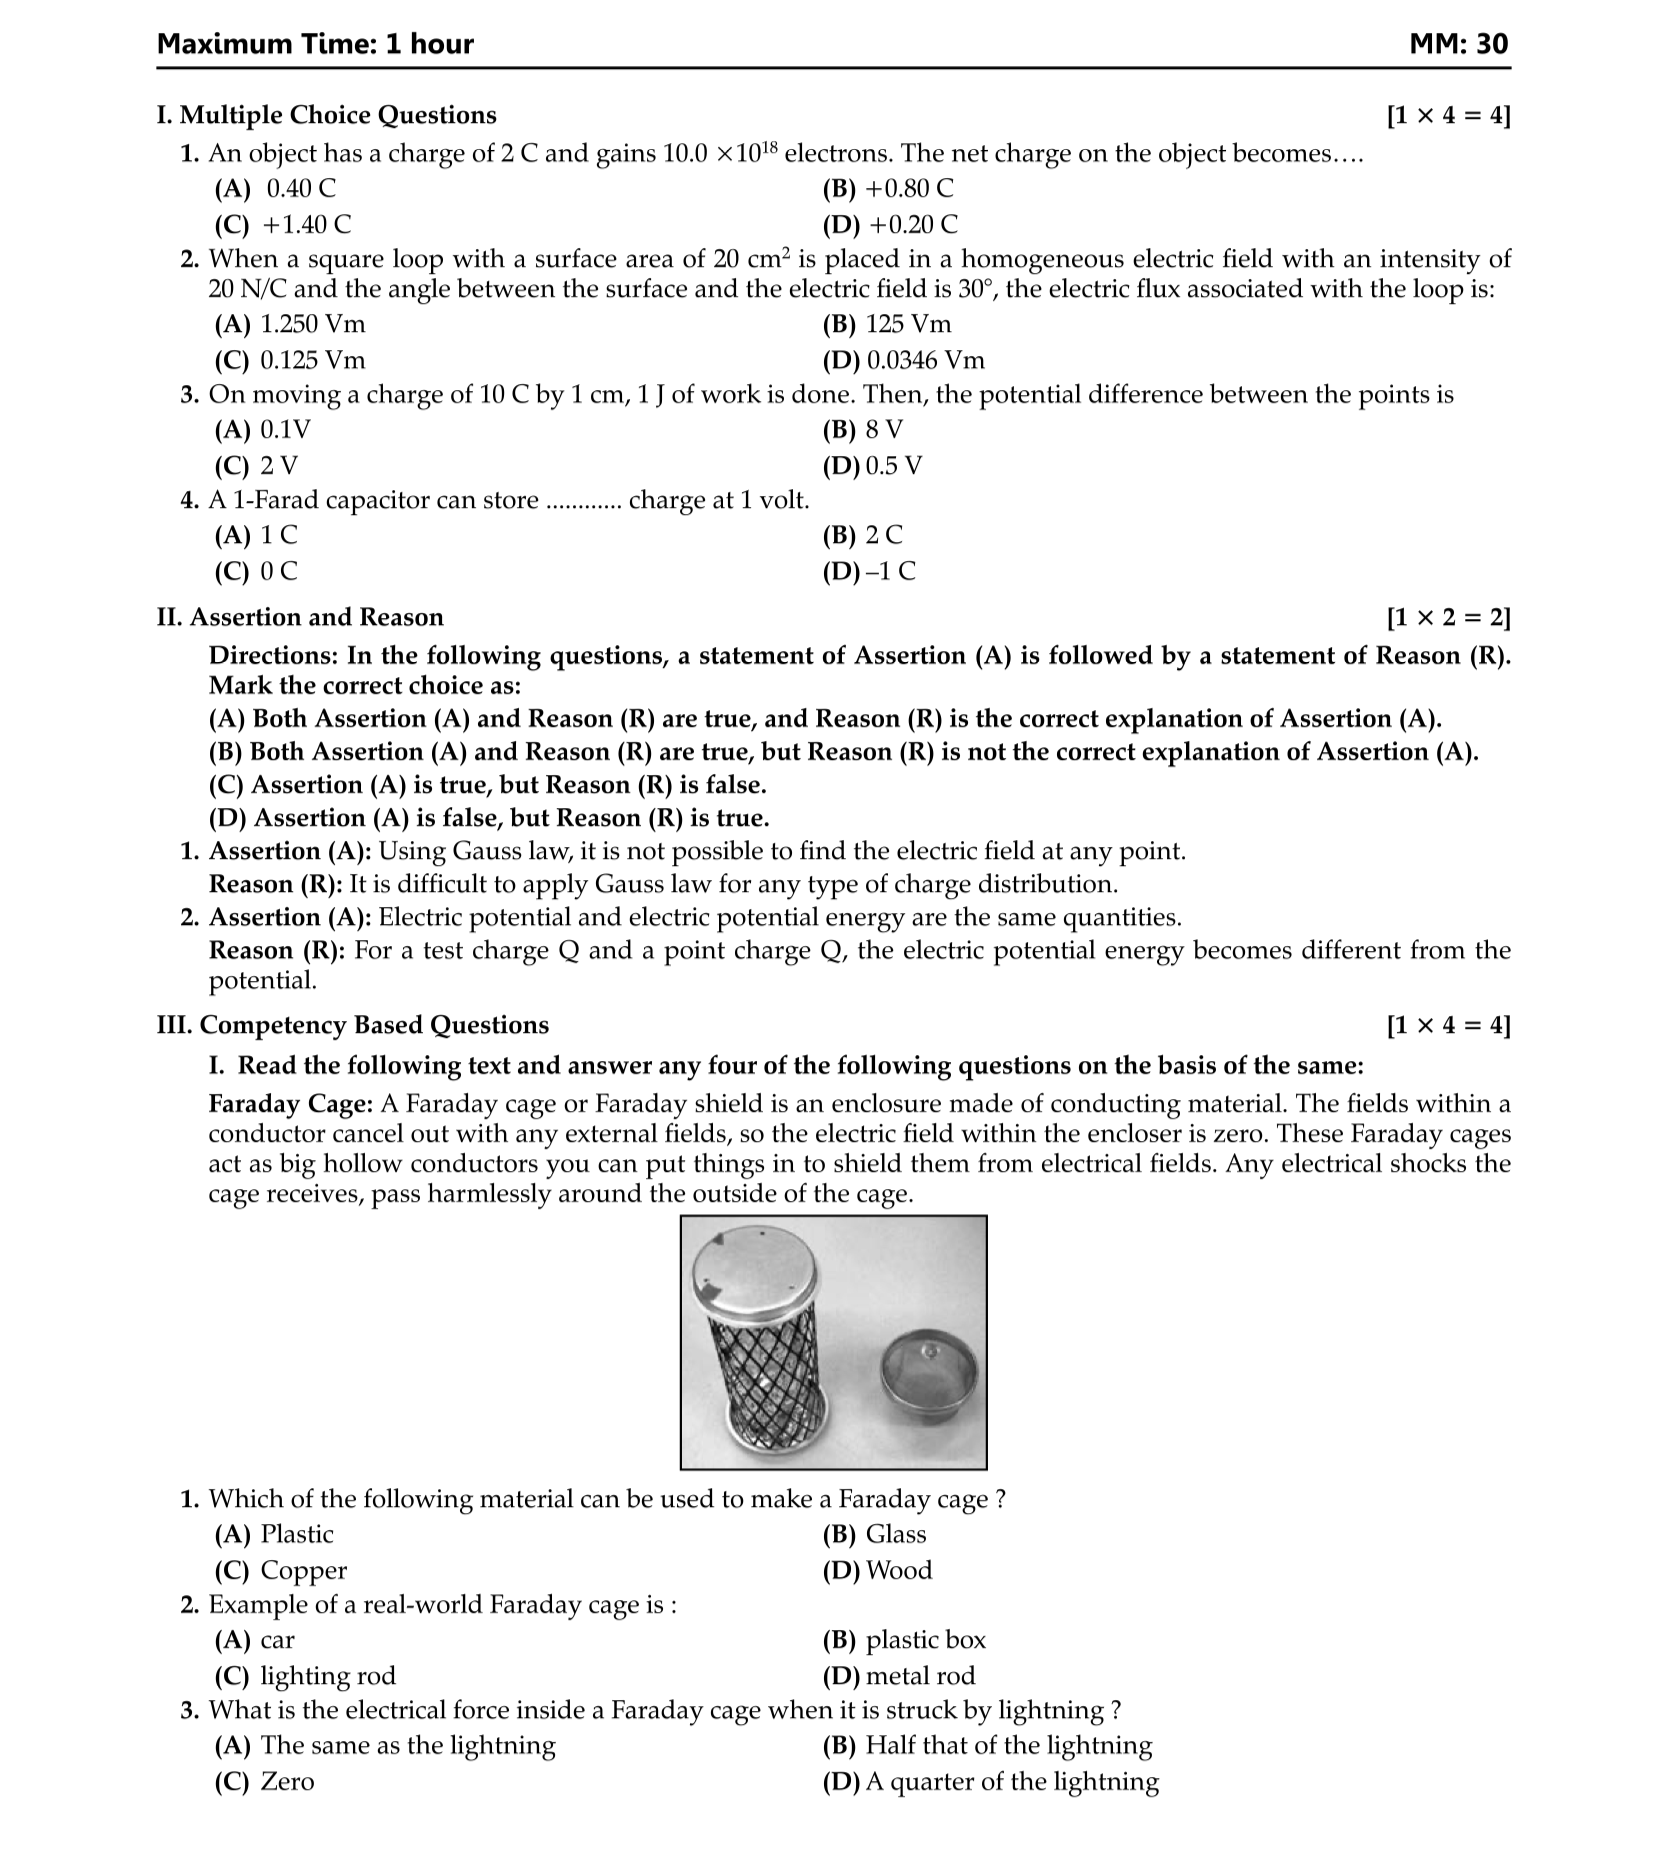 Maximum Time: 1 hour MM: 30
I. Multiple Choice Questions [1 × 4 = 4]
1. An object has a charge of 2 C and gains 10.0 ×10¹⁸ electrons. The net charge on the object becomes....
(A) 0.40 C (B) +0.80 C
(C) +1.40 C (D) +0.20 C
2. When a square loop with a surface area of 20 cm² is placed in a homogeneous electric field with an intensity of
20 N/C and the angle between the surface and the electric field is 30°, the electric flux associated with the loop is:
(A) 1.250 Vm (B) 125 Vm
(C) 0.125 Vm (D) 0.0346 Vm
3. On moving a charge of 10 C by 1 cm, 1 J of work is done. Then, the potential difference between the points is
(A) 0.1V (B) 8 V
(C) 2 V (D) 0.5 V
4. A 1-Farad capacitor can store ............ charge at 1 volt.
(A) 1 C (B) 2 C
(C) 0 C (D) –1 C
II. Assertion and Reason [1 × 2 = 2]
Directions: In the following questions, a statement of Assertion (A) is followed by a statement of Reason (R).
Mark the correct choice as:
(A) Both Assertion (A) and Reason (R) are true, and Reason (R) is the correct explanation of Assertion (A).
(B) Both Assertion (A) and Reason (R) are true, but Reason (R) is not the correct explanation of Assertion (A).
(C) Assertion (A) is true, but Reason (R) is false.
(D) Assertion (A) is false, but Reason (R) is true.
1. Assertion (A): Using Gauss law, it is not possible to find the electric field at any point.
Reason (R): It is difficult to apply Gauss law for any type of charge distribution.
2. Assertion (A): Electric potential and electric potential energy are the same quantities.
Reason (R): For a test charge Q and a point charge Q, the electric potential energy becomes different from the
potential.
III. Competency Based Questions [1 × 4 = 4]
I. Read the following text and answer any four of the following questions on the basis of the same:
Faraday Cage: A Faraday cage or Faraday shield is an enclosure made of conducting material. The fields within a
conductor cancel out with any external fields, so the electric field within the encloser is zero. These Faraday cages
act as big hollow conductors you can put things in to shield them from electrical fields. Any electrical shocks the
cage receives, pass harmlessly around the outside of the cage.
1. Which of the following material can be used to make a Faraday cage ?
(A) Plastic (B) Glass
(C) Copper (D) Wood
2. Example of a real-world Faraday cage is :
(A) car (B) plastic box
(C) lighting rod (D) metal rod
3. What is the electrical force inside a Faraday cage when it is struck by lightning ?
(A) The same as the lightning (B) Half that of the lightning
(C) Zero (D) A quarter of the lightning